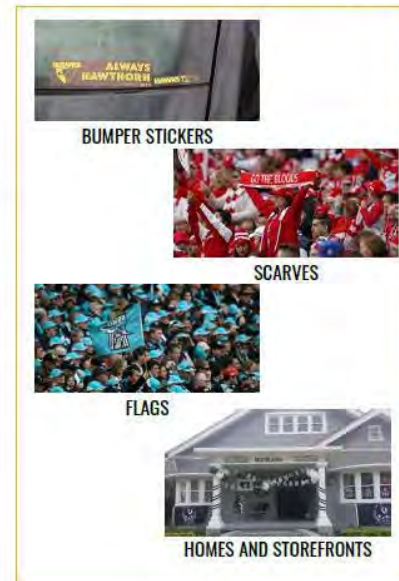 ALWAYS
HAWTHORN
BUMPER STICKERS
GO THE BLOODS
SCARVES
FLAGS
HOMES AND STOREFRONTS